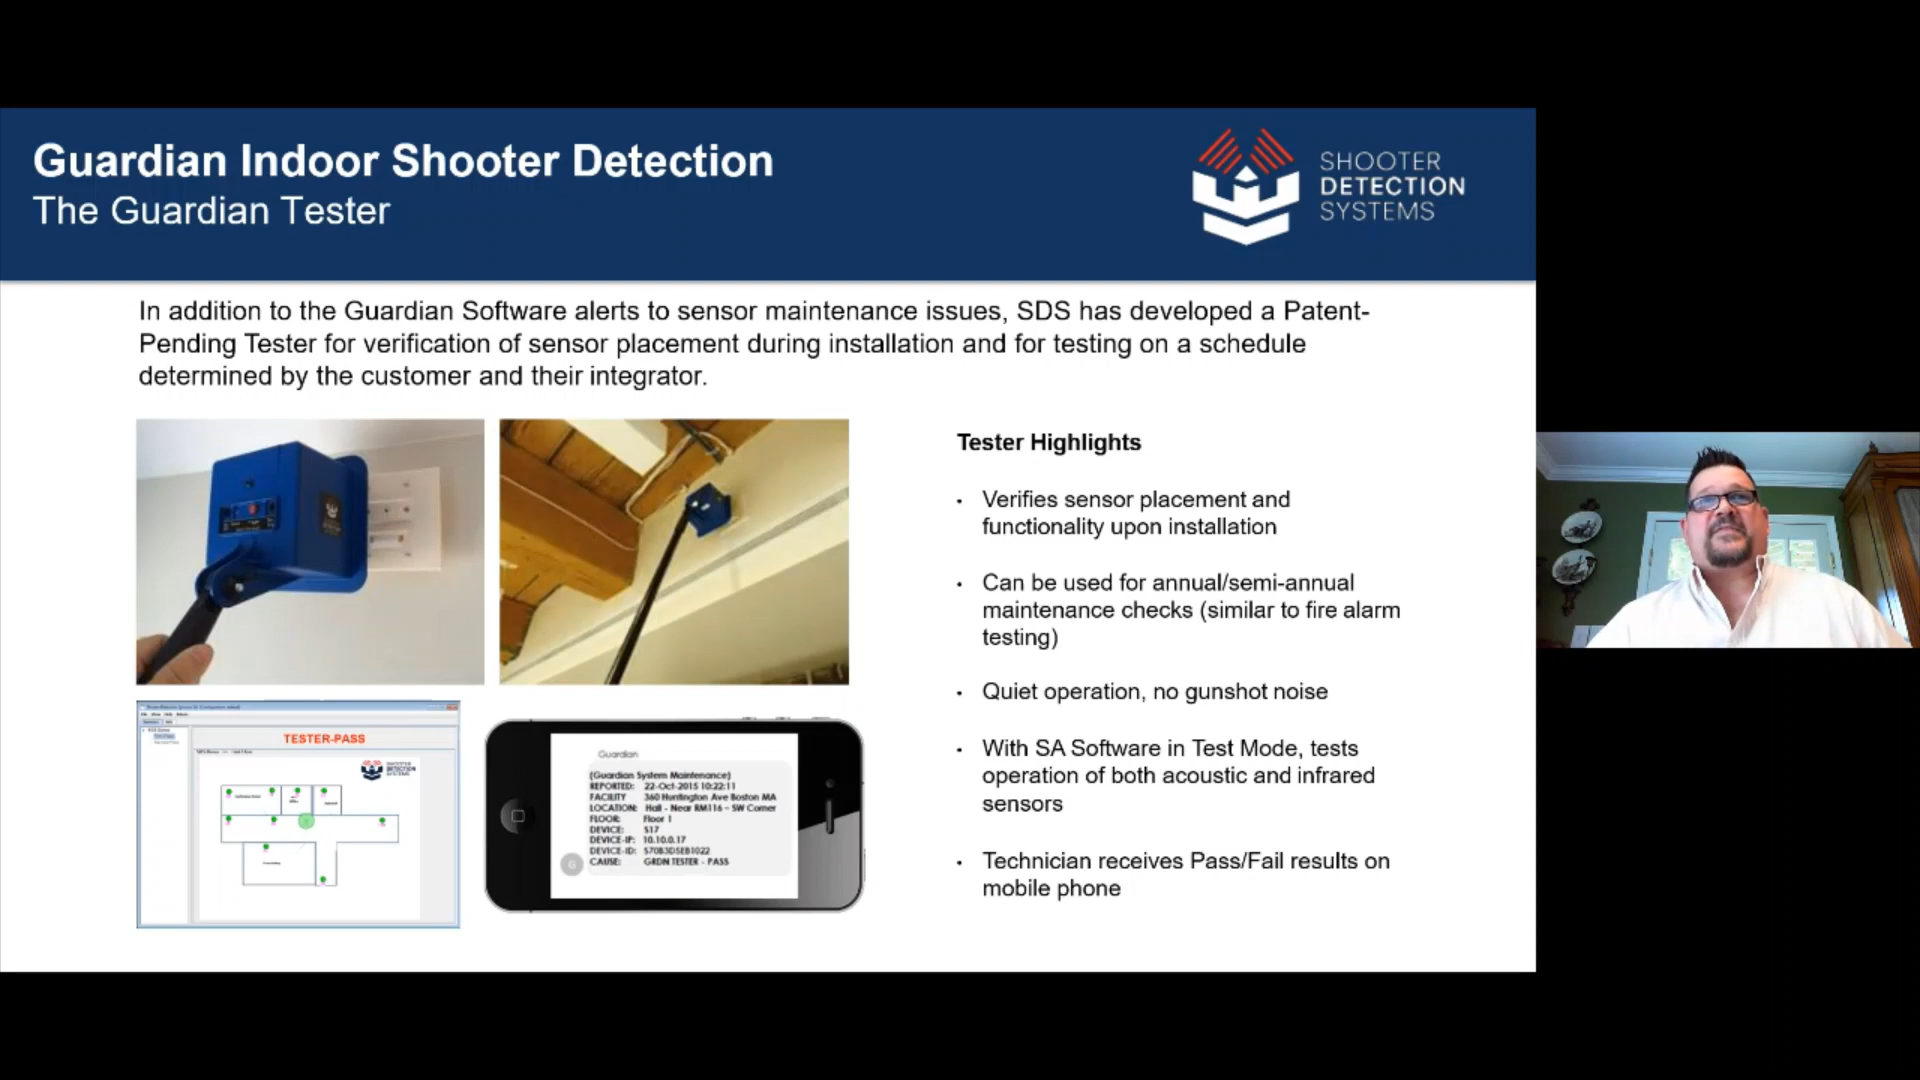 Guardian Indoor Shooter Detection
The Guardian Tester
SHOOTER
DETECTION
SYSTEMS
In addition to the Guardian Software alerts to sensor maintenance issues, SDS has developed a Patent-
Pending Tester for verification of sensor placement during installation and for testing on a schedule
determined by the customer and their integrator.
Tester Highlights
• Verifies sensor placement and
functionality upon installation
• Can be used for annual/semi-annual
maintenance checks (similar to fire alarm
testing)
• Quiet operation, no gunshot noise
• With SA Software in Test Mode, tests
operation of both acoustic and infrared
sensors
• Technician receives Pass/Fail results on
mobile phone
TESTER-PASS
SHOOTER
DETECTION
SYSTEMS
Guardian
(Guardian System Maintenance)
REPORTED: 22-Oct-2015 10:22:11
FACILITY 360 Huntington Ave Boston MA
LOCATION: Hall - Near RM116 - SW Corner
FLOOR: Floor 1
DEVICE: S17
DEVICE-IP: 10.10.0.17
DEVICE-ID:
CAUSE: GRDN TESTER - PASS
G